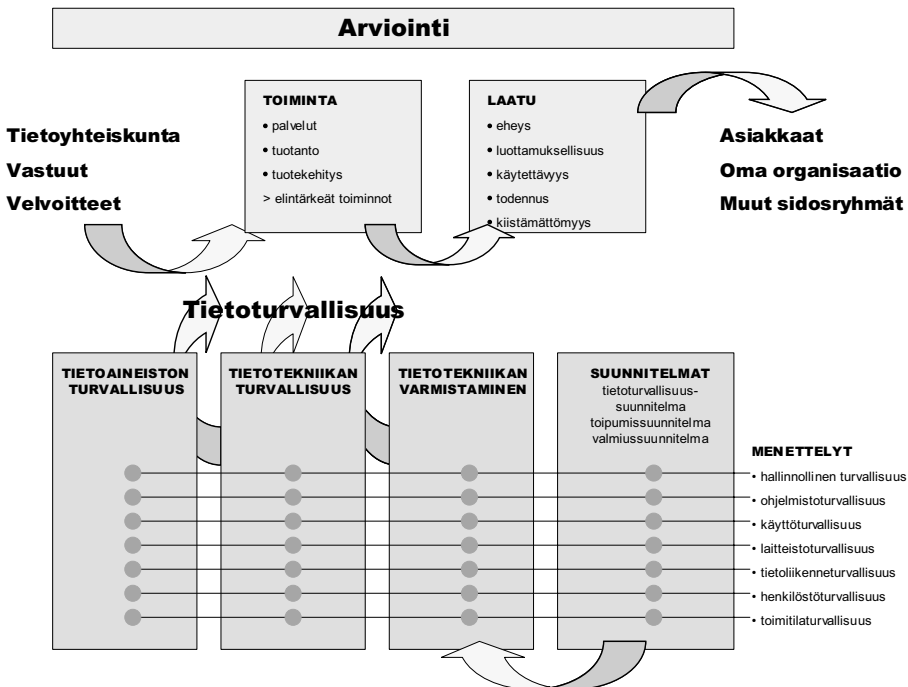 Arviointi
Tietoyhteiskunta
Vastuut
Velvoitteet
TOIMINTA
• palvelut
• tuotanto
• tuotekehitys
> elintärkeät toiminnot
LAATU
• eheys
• luottamuksellisuus
• käytettävyys
• todennus
• kiistämättömyys
Asiakkaat
Oma organisaatio
Muut sidosryhmät
Tietoturvallisuus
TIETOAINEISTON
TURVALLISUUS
TIETOTEKNIIKAN
TURVALLISUUS
TIETOTEKNIIKAN
VARMISTAMINEN
SUUNNITELMAT
tietoturvallisuus-
suunnitelma
toipumissuunnitelma
valmiussuunnitelma
MENETTELYT
• hallinnollinen turvallisuus
• ohjelmistoturvallisuus
• käyttöturvallisuus
• laitteistoturvallisuus
• tietoliikenneturvallisuus
• henkilöstöturvallisuus
• toimitilaturvallisuus